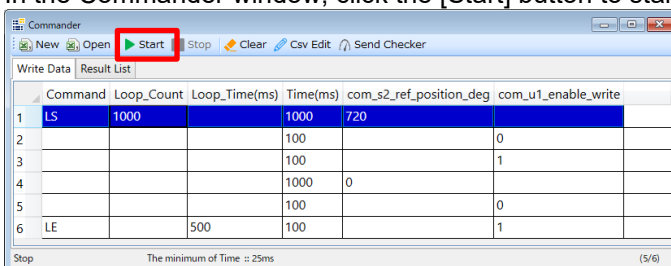 In the Commander window, click the [Start] button to star
Commander
New Open Start Stop Clear Csv Edit Send Checker
Write Data Result List
Command Loop_Count Loop_Time(ms) Time(ms) com_s2_ref_position_deg com_u1_enable_write
1 LS 1000 1000 720
2 100 0
3 100 1
4 1000 0
5 100 0
6 LE 500 100 1
Stop The minimum of Time :: 25ms (5/6)